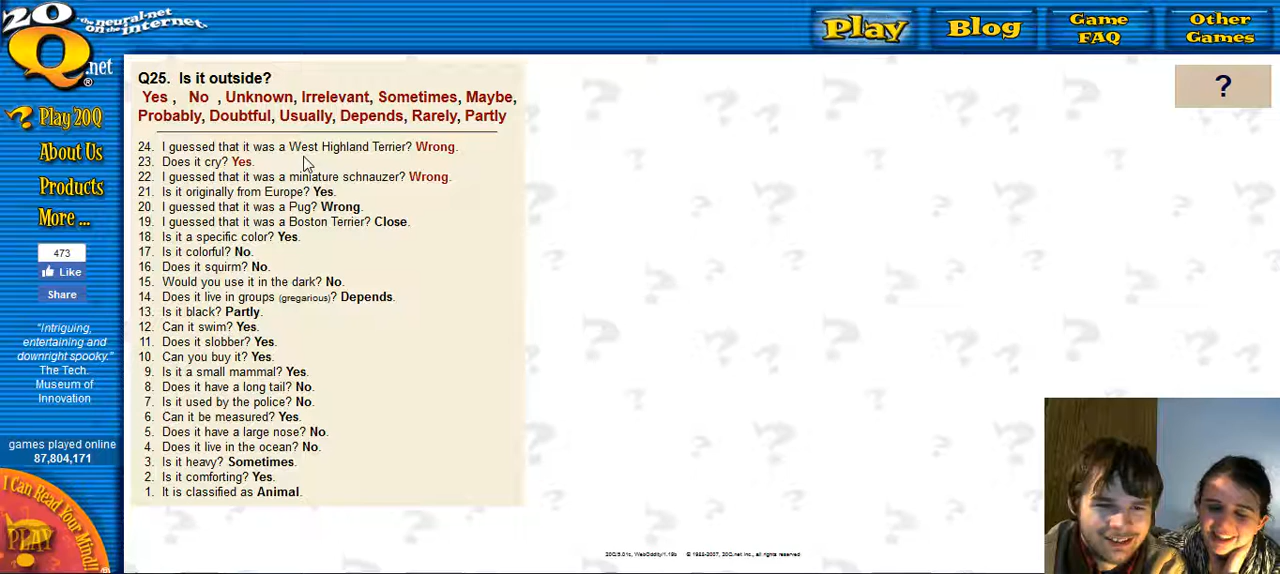 20Q.net
the neural-net
on the internet.
®
Play
Blog
Game
FAQ
Other
Games
Play 20Q
About Us
Products
More ...
473
Like
Share
"Intriguing,
entertaining and
downright spooky."
The Tech.
Museum of
Innovation
games played online
87,804,171
I Can Read Your Mind!!
PLAY
Q25. Is it outside?
Yes , No , Unknown, Irrelevant, Sometimes, Maybe,
Probably, Doubtful, Usually, Depends, Rarely, Partly
24. I guessed that it was a West Highland Terrier? Wrong.
23. Does it cry? Yes.
22. I guessed that it was a miniature schnauzer? Wrong.
21. Is it originally from Europe? Yes.
20. I guessed that it was a Pug? Wrong.
19. I guessed that it was a Boston Terrier? Close.
18. Is it a specific color? Yes.
17. Is it colorful? No.
16. Does it squirm? No.
15. Would you use it in the dark? No.
14. Does it live in groups (gregarious)? Depends.
13. Is it black? Partly.
12. Can it swim? Yes.
11. Does it slobber? Yes.
10. Can you buy it? Yes.
9. Is it a small mammal? Yes.
8. Does it have a long tail? No.
7. Is it used by the police? No.
6. Can it be measured? Yes.
5. Does it have a large nose? No.
4. Does it live in the ocean? No.
3. Is it heavy? Sometimes.
2. Is it comforting? Yes.
1. It is classified as Animal.
?
20Q.net Inc., all rights reserved